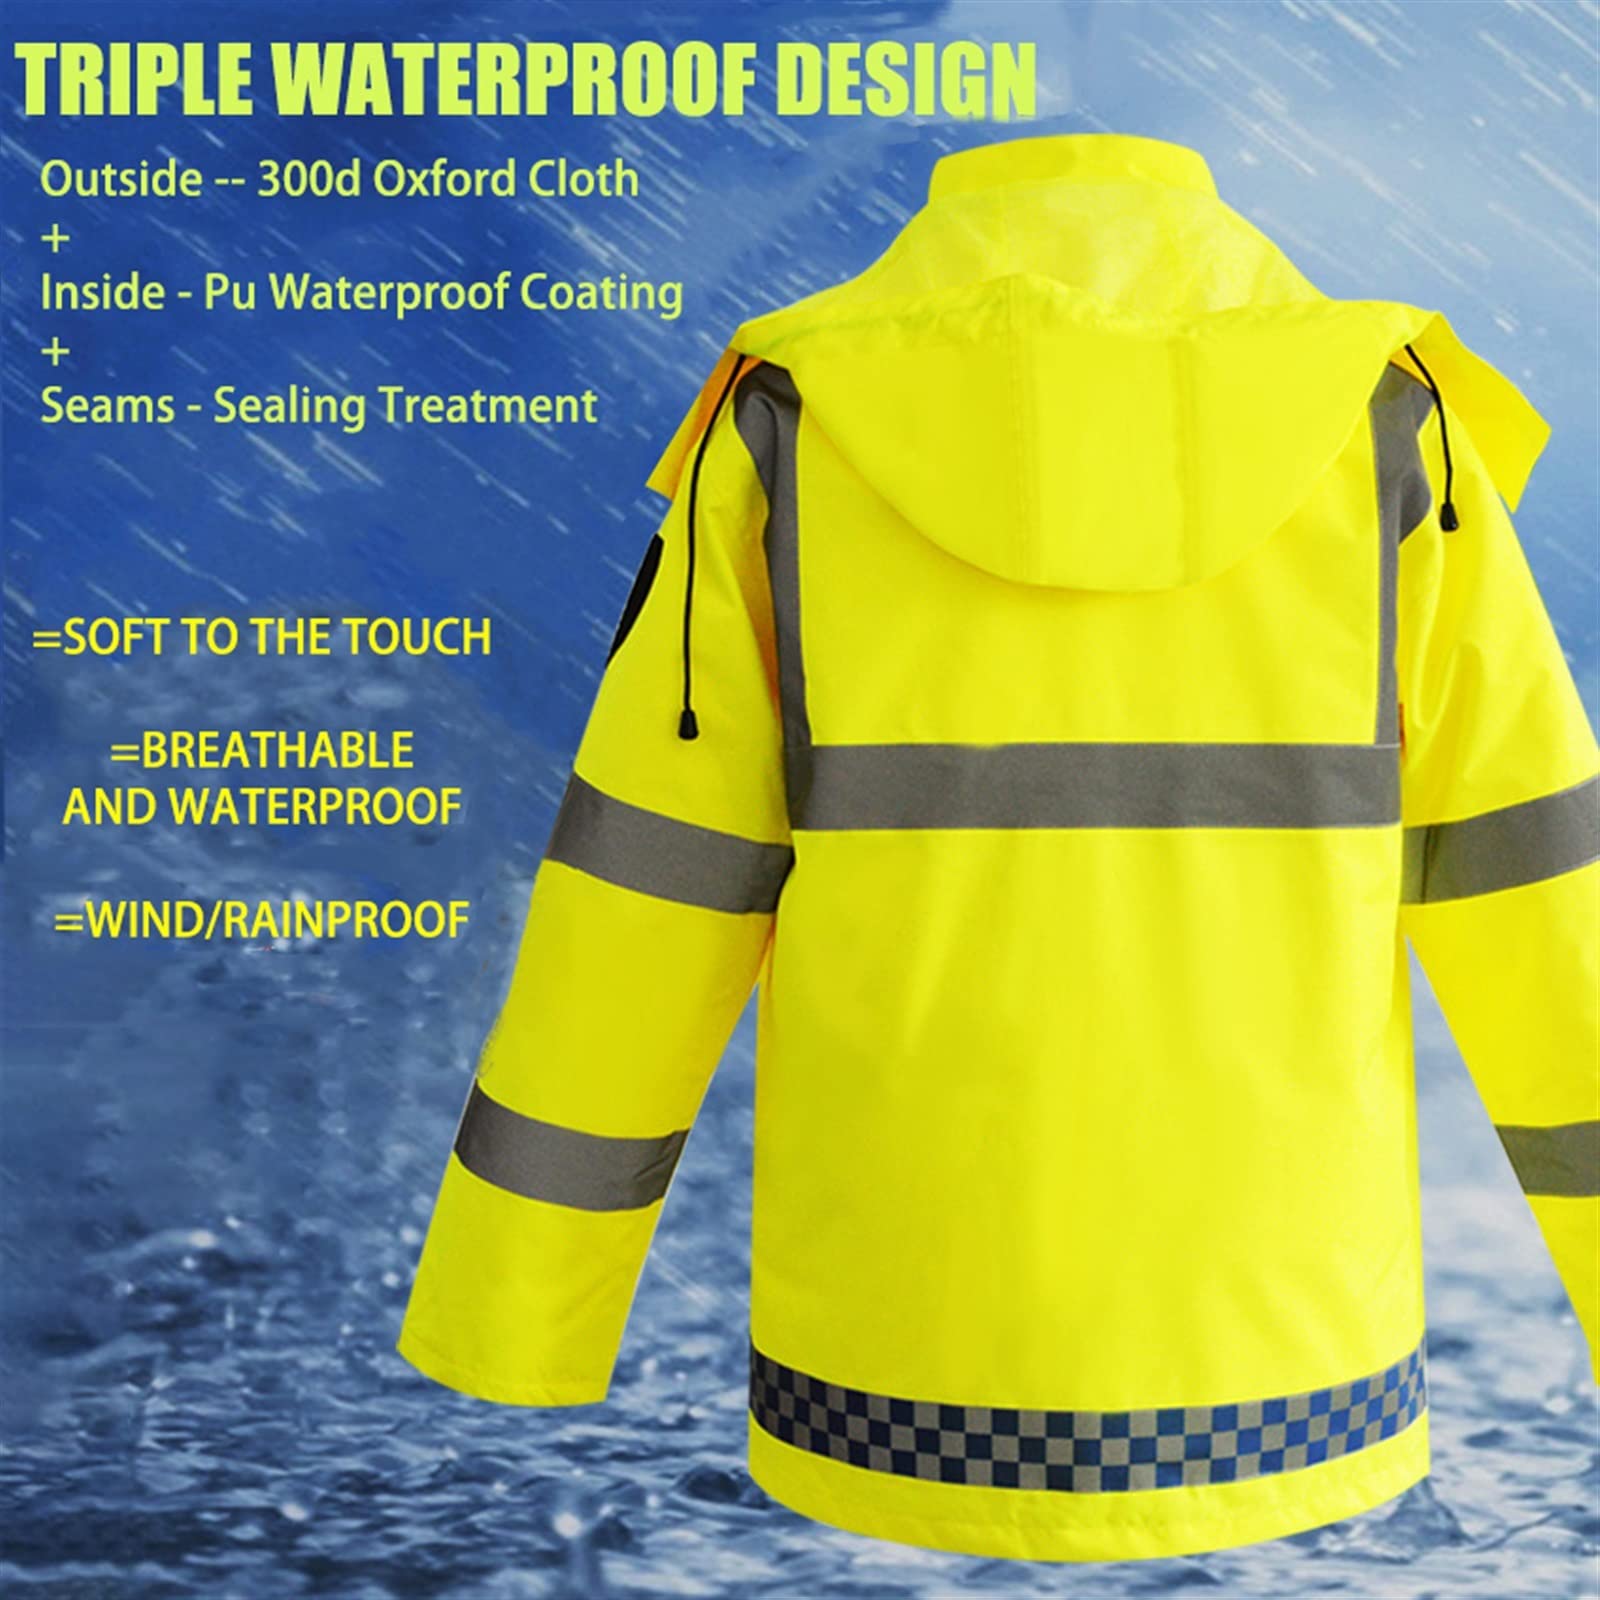 TRIPLE WATERPROOF DESIGN
Outside -- 300d Oxford Cloth
+
Inside - Pu Waterproof Coating
+
Seams - Sealing Treatment
=SOFT TO THE TOUCH
=BREATHABLE
AND WATERPROOF
=WIND/RAINPROOF